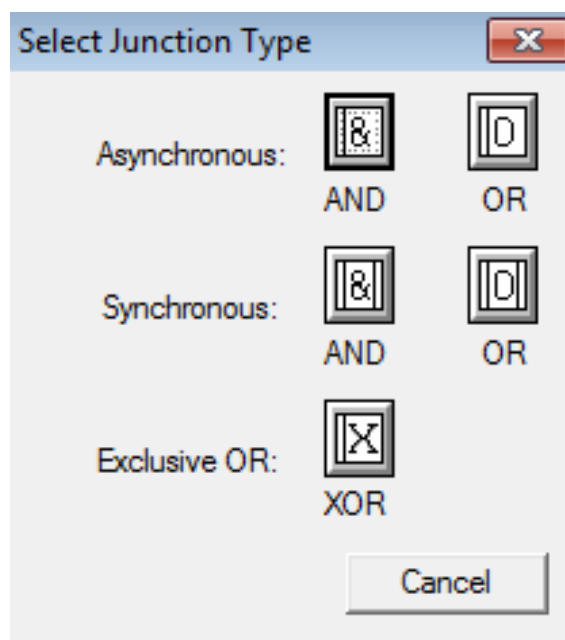 Select Junction Type
Asynchronous: & O
AND OR
Synchronous: & O
AND OR
Exclusive OR: X
XOR
Cancel